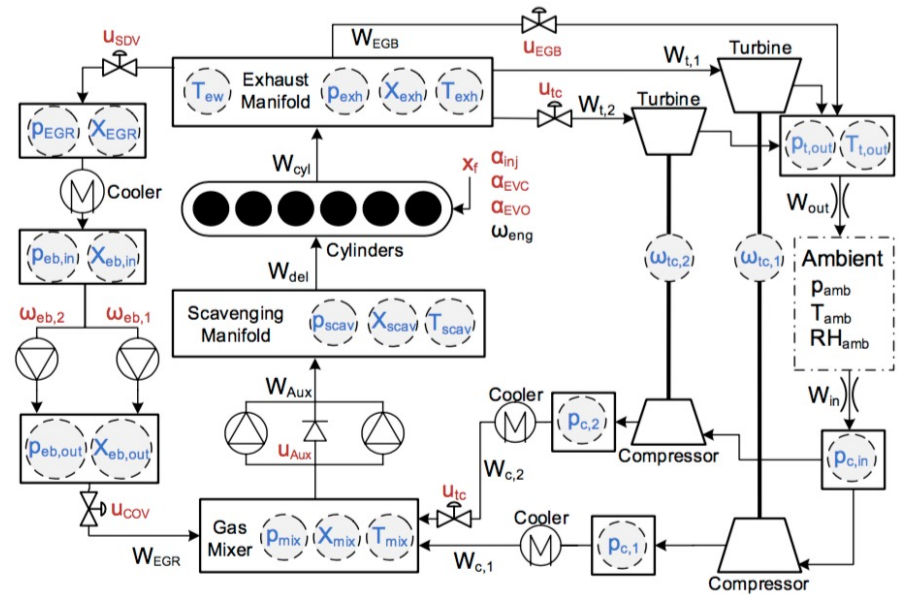 W_EGB
u_SDV
u_EGB
Turbine
W_t,1
Exhaust
Manifold
T_ew
p_exh
X_exh
T_exh
u_tc
W_t,2
Turbine
p_EGR
X_EGR
p_t,out
T_t,out
W_cyl
x_f
α_inj
α_EVC
α_EVO
ω_eng
Cooler
Cylinders
W_out
p_eb,in
X_eb,in
W_del
ω_tc,2
ω_tc,1
Ambient
p_amb
T_amb
RH_amb
ω_eb,2
ω_eb,1
Scavenging
Manifold
p_scav
X_scav
T_scav
W_Aux
Cooler
W_in
p_c,2
p_eb,out
X_eb,out
u_Aux
Compressor
p_c,in
W_c,2
u_COV
u_tc
Gas
Mixer
p_mix
X_mix
T_mix
Cooler
W_EGR
W_c,1
p_c,1
Compressor